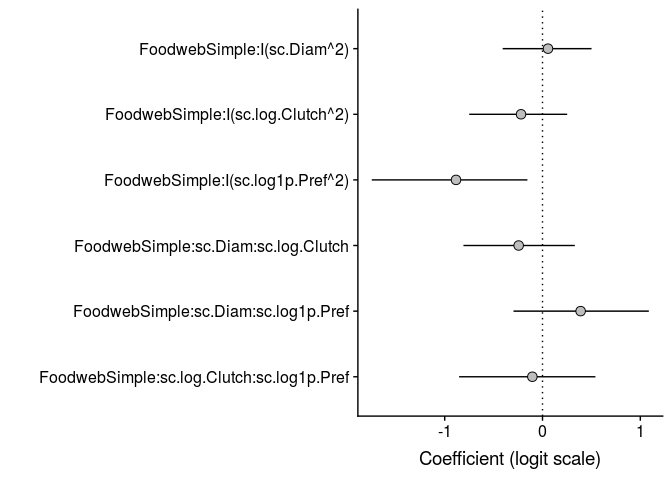 FoodwebSimple:I(sc.Diam^2)
FoodwebSimple:I(sc.log.Clutch^2)
FoodwebSimple:I(sc.log1p.Pref^2)
FoodwebSimple:sc.Diam:sc.log.Clutch
FoodwebSimple:sc.Diam:sc.log1p.Pref
FoodwebSimple:sc.log.Clutch:sc.log1p.Pref
-1 0 1
Coefficient (logit scale)